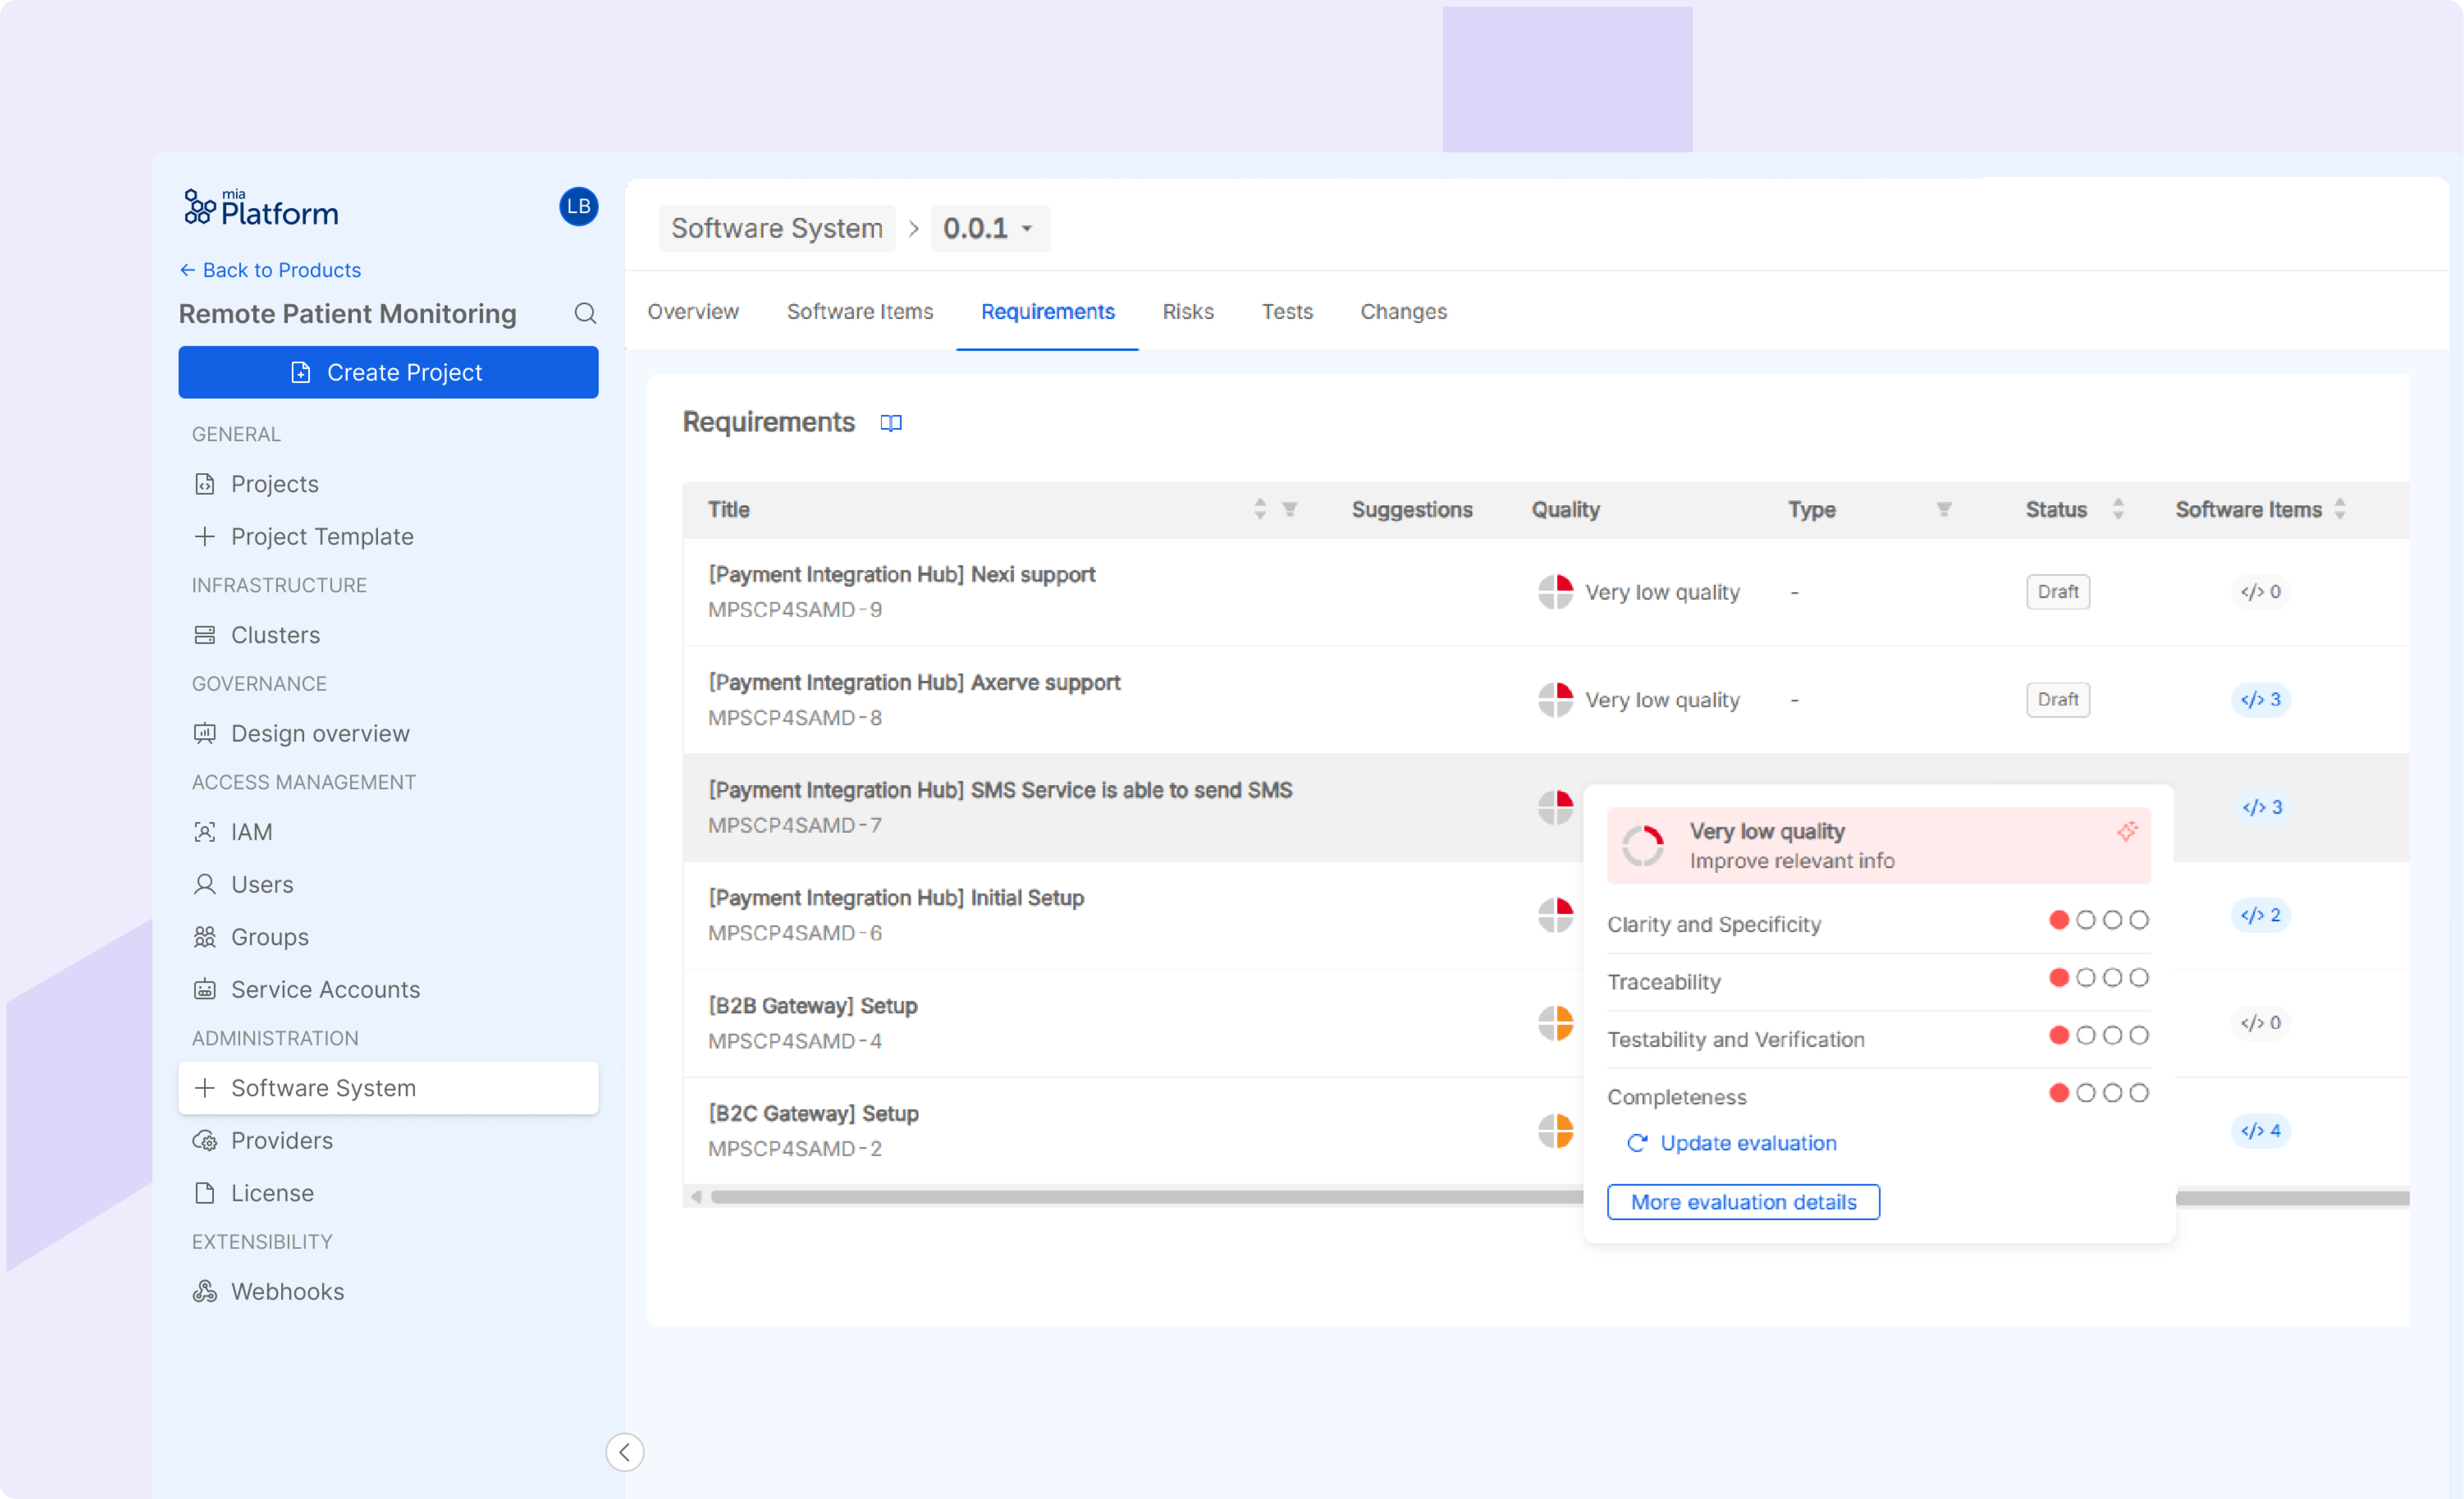 mia
Platform
LB
Back to Products
Remote Patient Monitoring
Create Project
GENERAL
Projects
Project Template
INFRASTRUCTURE
Clusters
GOVERNANCE
Design overview
ACCESS MANAGEMENT
IAM
Users
Groups
Service Accounts
ADMINISTRATION
Software System
Providers
License
EXTENSIBILITY
Webhooks
Software System > 0.0.1
Overview Software Items Requirements Risks Tests Changes
Requirements
Title Suggestions Quality Type Status Software Items
[Payment Integration Hub] Nexi support
MPSCP4SAMD-9
Very low quality - Draft </> 0
[Payment Integration Hub] Axerve support
MPSCP4SAMD-8
Very low quality - Draft </> 3
[Payment Integration Hub] SMS Service is able to send SMS
MPSCP4SAMD-7
</> 3
[Payment Integration Hub] Initial Setup
MPSCP4SAMD-6
</> 2
[B2B Gateway] Setup
MPSCP4SAMD-4
</> 0
[B2C Gateway] Setup
MPSCP4SAMD-2
</> 4
Very low quality
Improve relevant info
Clarity and Specificity
Traceability
Testability and Verification
Completeness
Update evaluation
More evaluation details